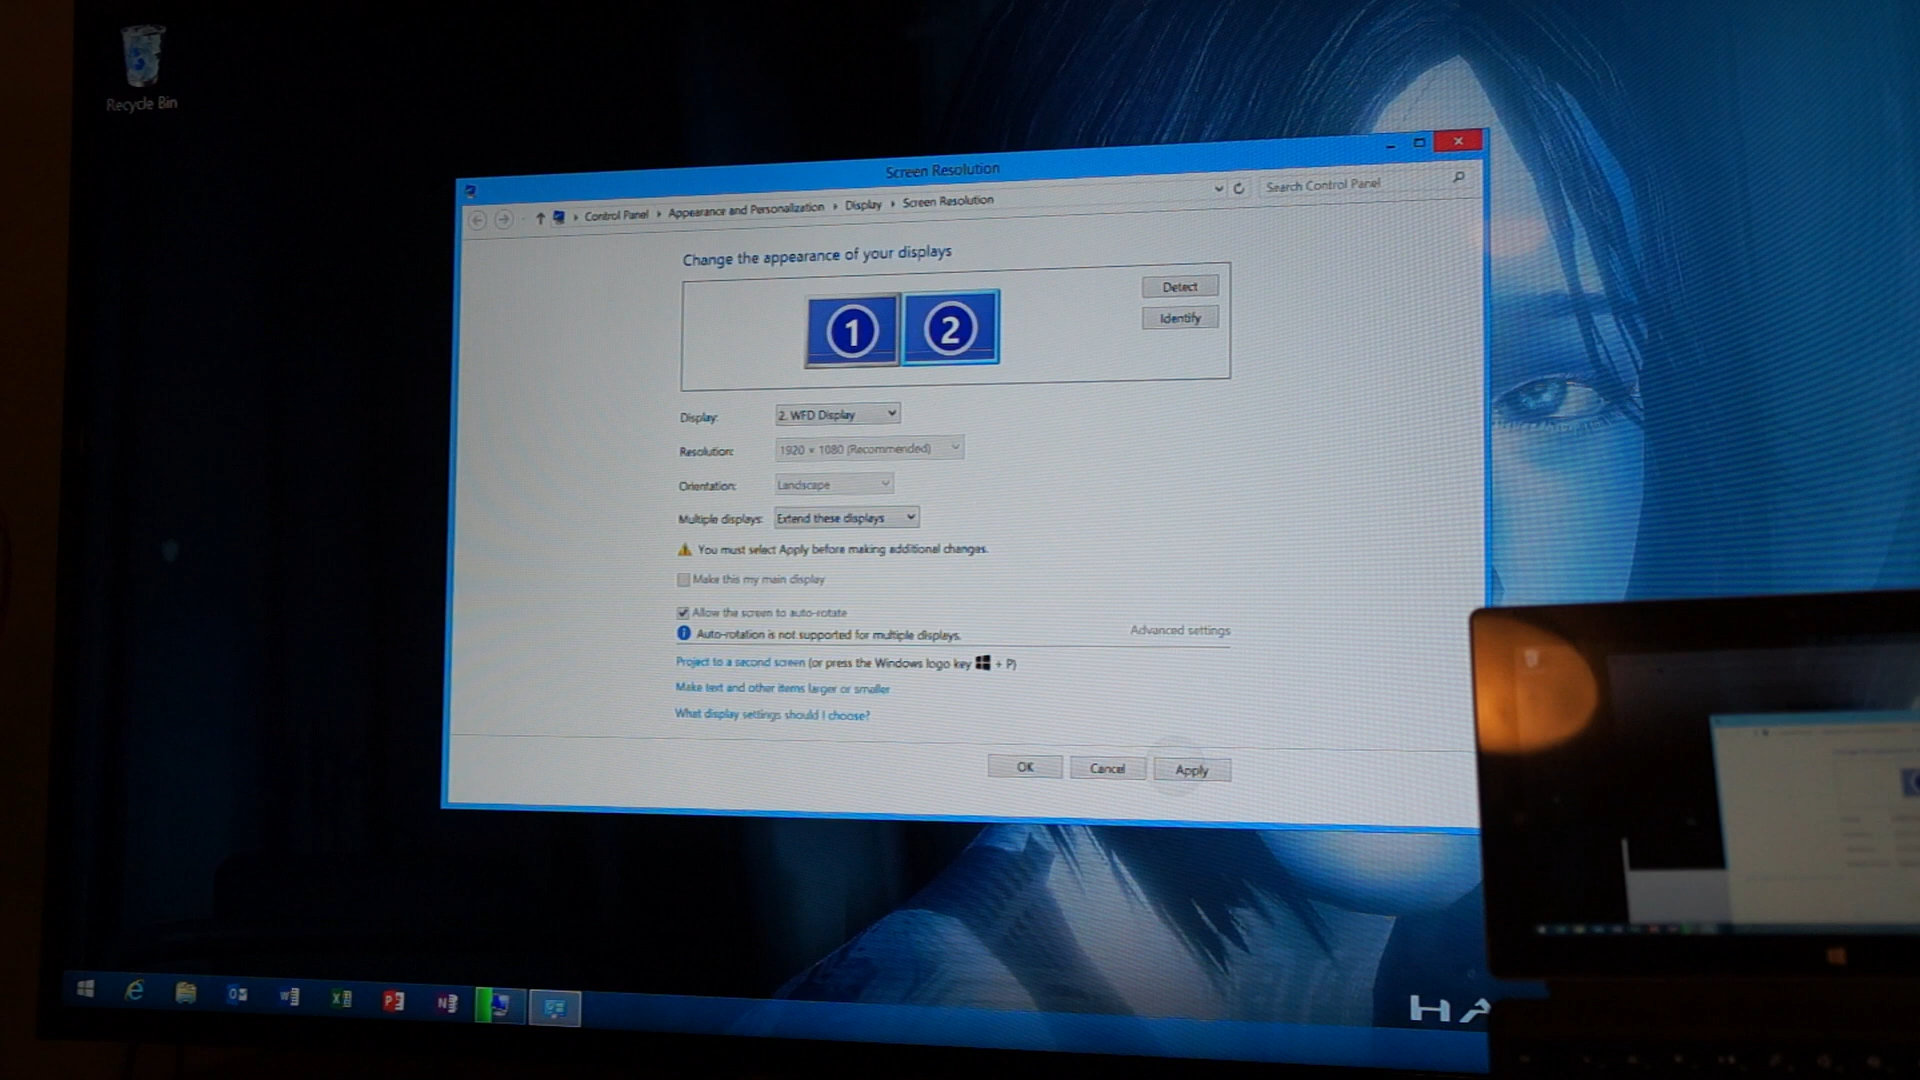 Recycle Bin
Screen Resolution
Control Panel Appearance and Personalization Display Screen Resolution
Search Control Panel
Change the appearance of your displays
1
2
Detect
Identify
Display: 2. WFD Display
Resolution: 1920 × 1080 (Recommended)
Orientation: Landscape
Multiple displays: Extend these displays
You must select Apply before making additional changes.
Make this my main display
Allow the screen to auto-rotate
Auto-rotation is not supported for multiple displays.
Advanced settings
Project to a second screen (or press the Windows logo key + P)
Make text and other items larger or smaller
What display settings should I choose?
OK Cancel Apply
HA